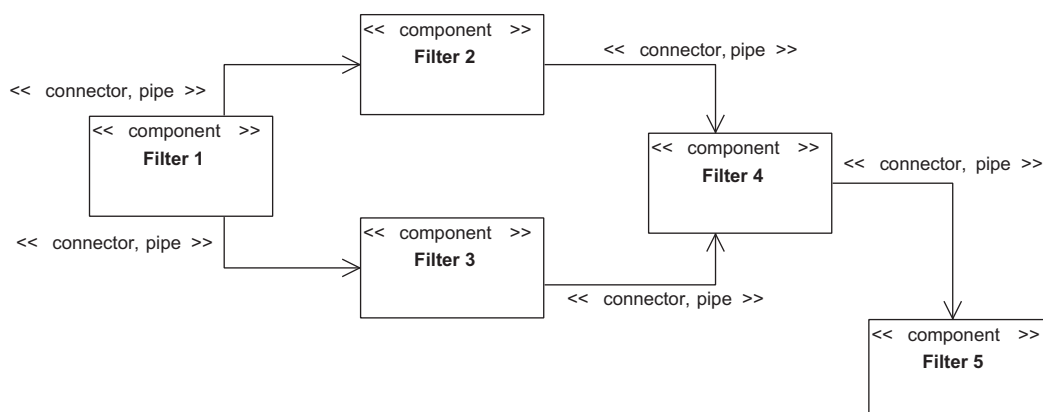 << component >>
Filter 2
<< connector, pipe >>
<< connector, pipe >>
<< component >>
Filter 1
<< component >>
Filter 4
<< connector, pipe >>
<< connector, pipe >>
<< component >>
Filter 3
<< connector, pipe >>
<< component >>
Filter 5